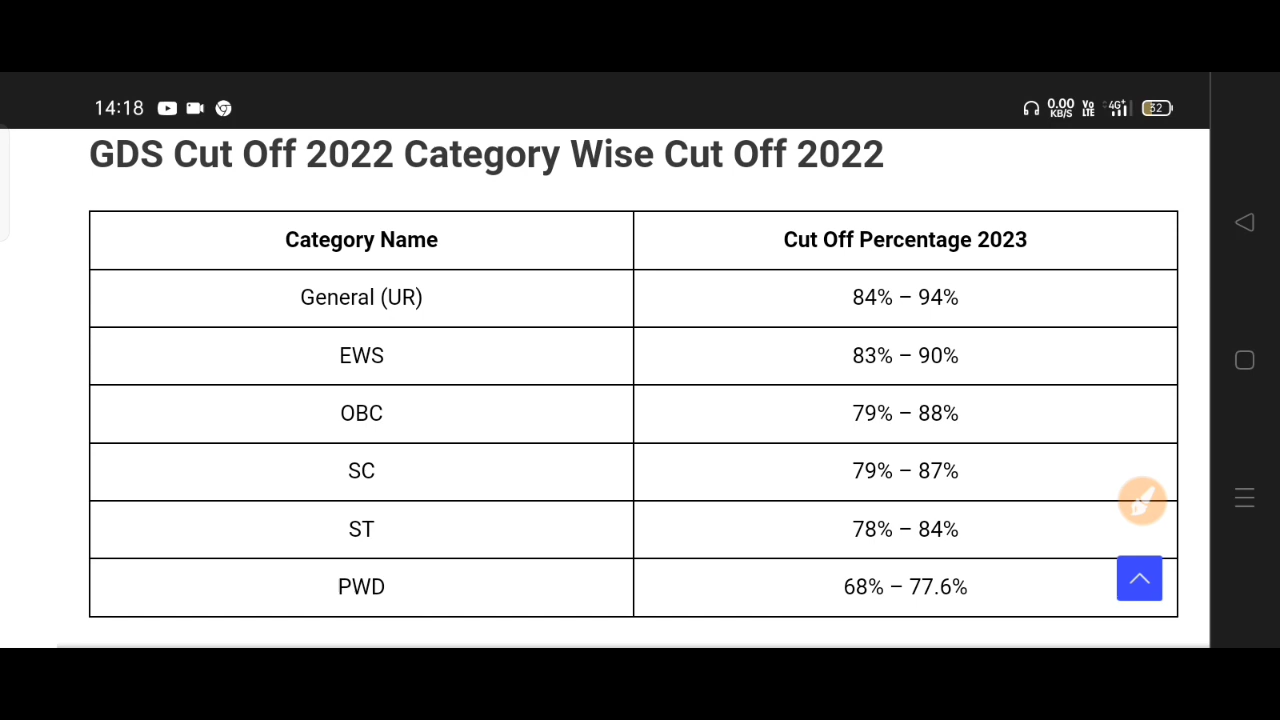 14:18 0.00 KB/S Vo LTE 4G+ 32
GDS Cut Off 2022 Category Wise Cut Off 2022
Category Name Cut Off Percentage 2023
General (UR) 84% – 94%
EWS 83% – 90%
OBC 79% – 88%
SC 79% – 87%
ST 78% – 84%
PWD 68% – 77.6%